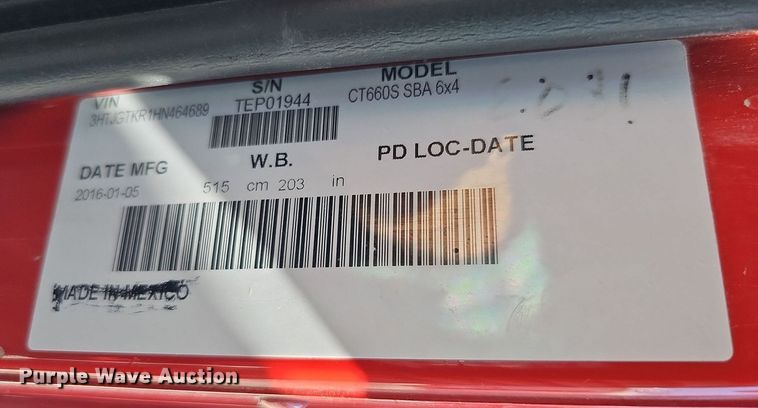 VIN S/N MODEL
3HTJGTKR1HN464689 TEP01944 CT660S SBA 6x4
DATE MFG W.B. PD LOC-DATE
2016-01-05 515 cm 203 in
MADE IN MEXICO
Purple Wave Auction